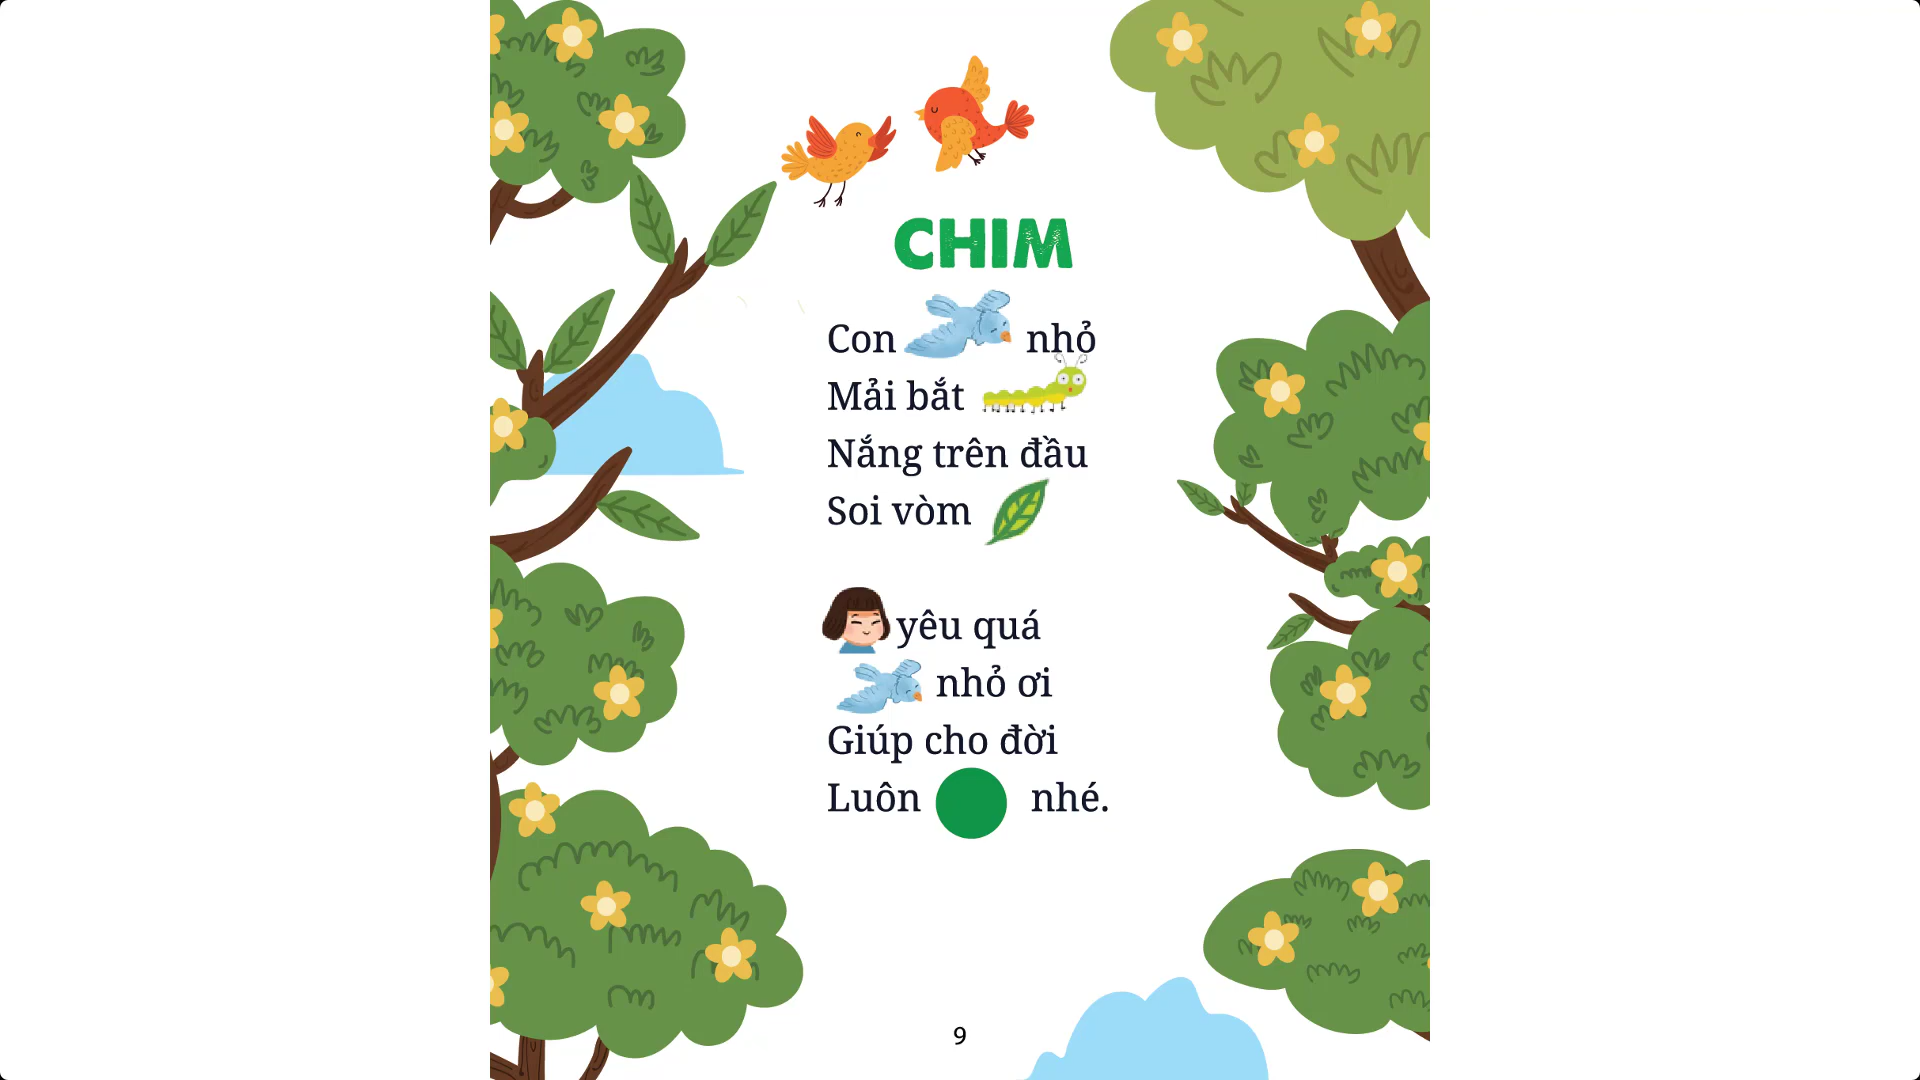 CHIM
Con nhỏ
Mải bắt
Nắng trên đầu
Soi vòm
yêu quá
nhỏ ơi
Giúp cho đời
Luôn nhé.
9